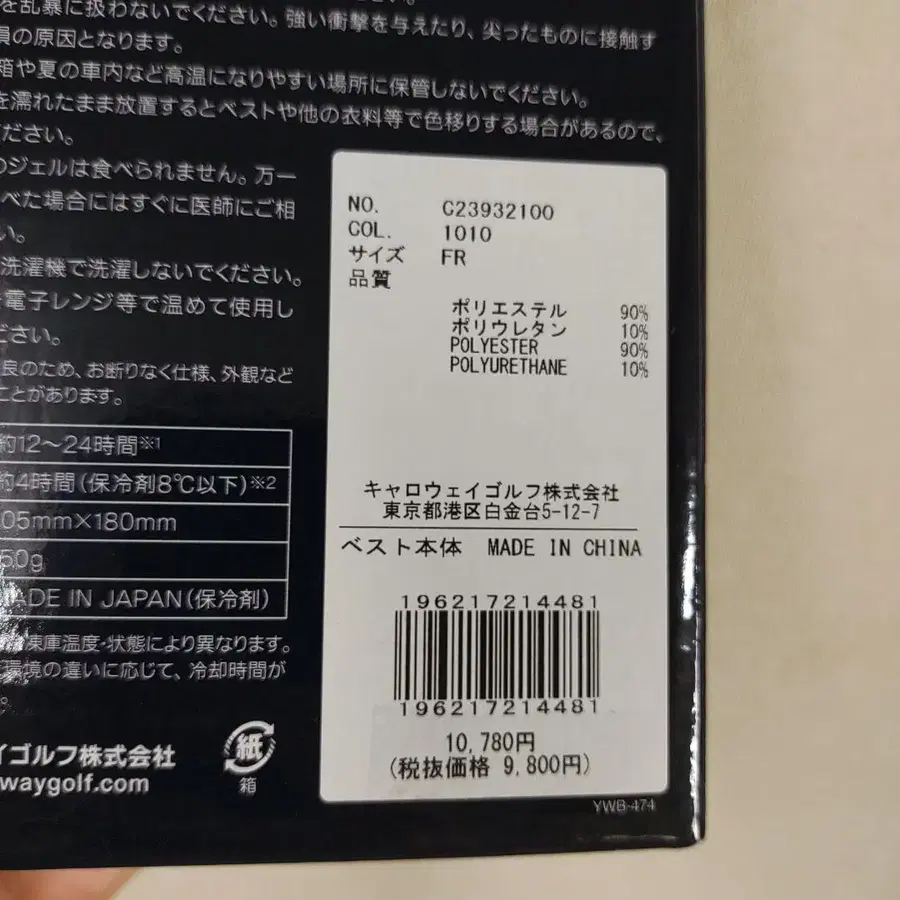 を乱暴に扱わないでください。強い衝撃を与えたり、尖ったものに接触す
員の原因となります。
箱や夏の車内など高温になりやすい場所に保管しないでください。
を濡れたまま放置するとベストや他の衣料等で色移りする場合があるので、
ださい。
のジェルは食べられません。万一
べた場合にはすぐに医師にご相
い。
洗濯機で洗濯しないでください。
電子レンジ等で温めて使用し
ださい。
良のため、お断りなく仕様、外観など
ことがあります。
約12〜24時間※1
約4時間(保冷剤8℃以下)※2
05mm×180mm
50g
MADE IN JAPAN(保冷剤)
凍庫温度・状態により異なります。
環境の違いに応じて、冷却時間が
イゴルフ株式会社
waygolf.com
紙
箱
NO. C23932100
COL. 1010
サイズ FR
品質
ポリエステル 90%
ポリウレタン 10%
POLYESTER 90%
POLYURETHANE 10%
キャロウェイゴルフ株式会社
東京都港区白金台5-12-7
ベスト本体 MADE IN CHINA
196217214481
196217214481
10,780円
(税抜価格 9,800円)
YWB-474